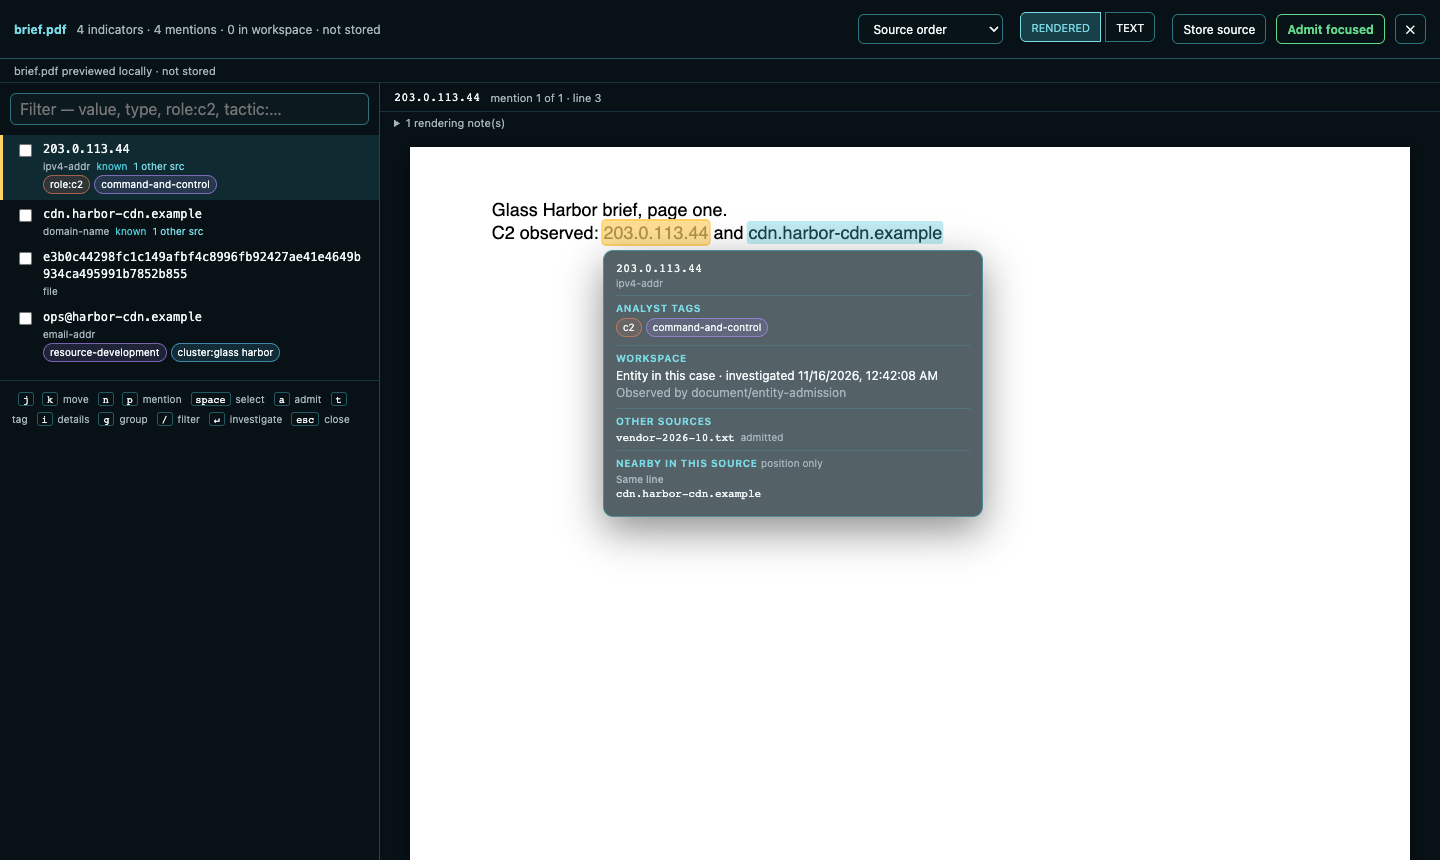 brief.pdf 4 indicators · 4 mentions · 0 in workspace · not stored
Source order
RENDERED TEXT
Store source
Admit focused
×
brief.pdf previewed locally · not stored
Filter — value, type, role:c2, tactic:...
203.0.113.44
ipv4-addr known 1 other src
role:c2 command-and-control
cdn.harbor-cdn.example
domain-name known 1 other src
e3b0c44298fc1c149afbf4c8996fb92427ae41e4649b
934ca495991b7852b855
file
ops@harbor-cdn.example
email-addr
resource-development cluster:glass harbor
j k move n p mention space select a admit t
tag i details g group / filter ↵ investigate esc close
203.0.113.44 mention 1 of 1 · line 3
▶ 1 rendering note(s)
Glass Harbor brief, page one.
C2 observed: 203.0.113.44 and cdn.harbor-cdn.example
203.0.113.44
ipv4-addr
ANALYST TAGS
c2 command-and-control
WORKSPACE
Entity in this case · investigated 11/16/2026, 12:42:08 AM
Observed by document/entity-admission
OTHER SOURCES
vendor-2026-10.txt admitted
NEARBY IN THIS SOURCE position only
Same line
cdn.harbor-cdn.example